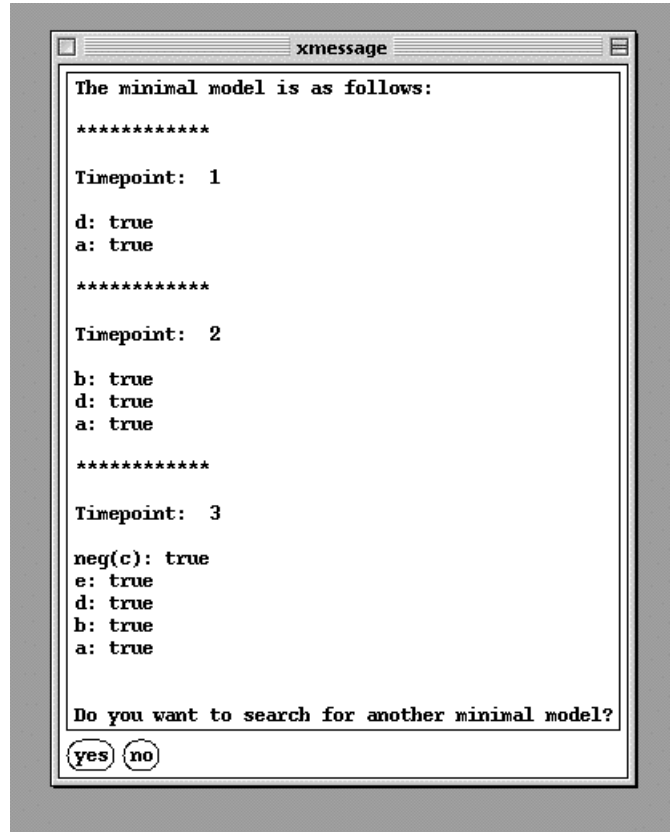 xmessage
The minimal model is as follows:
************
Timepoint:  1
d: true
a: true
************
Timepoint:  2
b: true
d: true
a: true
************
Timepoint:  3
neg(c): true
e: true
d: true
b: true
a: true
Do you want to search for another minimal model?
yes no